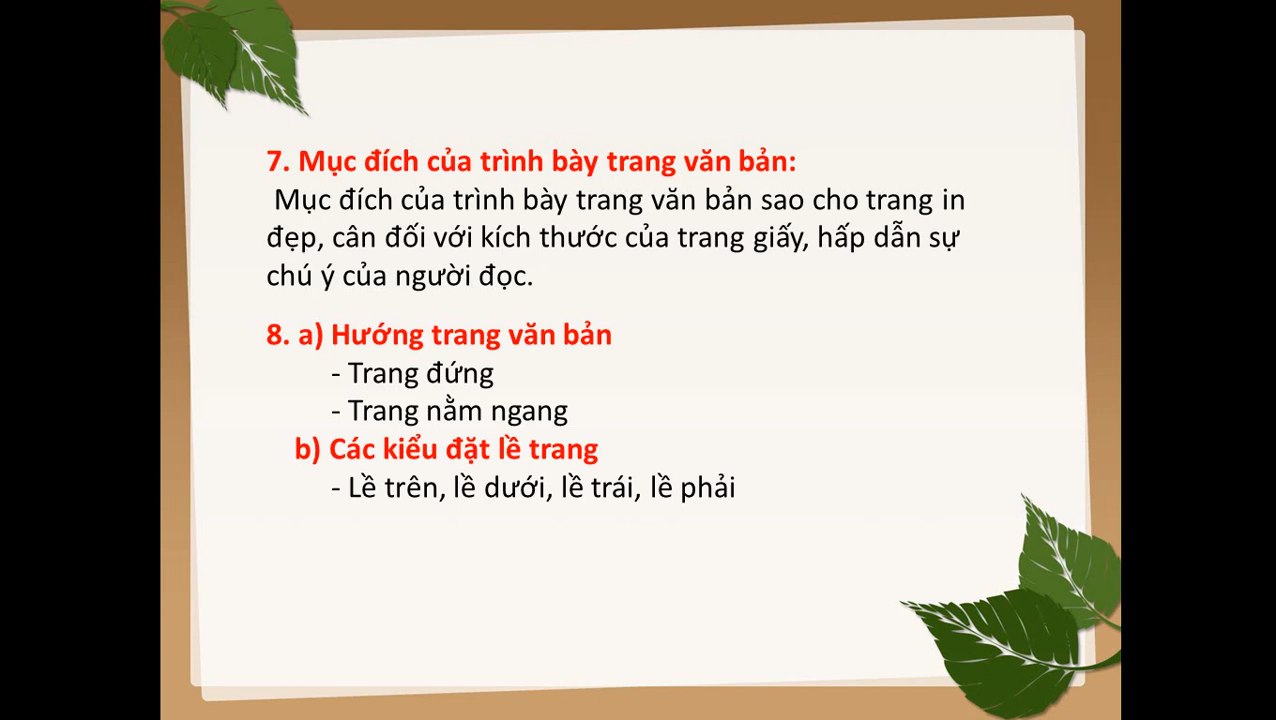 7. Mục đích của trình bày trang văn bản:
Mục đích của trình bày trang văn bản sao cho trang in
đẹp, cân đối với kích thước của trang giấy, hấp dẫn sự
chú ý của người đọc.
8. a) Hướng trang văn bản
- Trang đứng
- Trang nằm ngang
b) Các kiểu đặt lề trang
- Lề trên, lề dưới, lề trái, lề phải